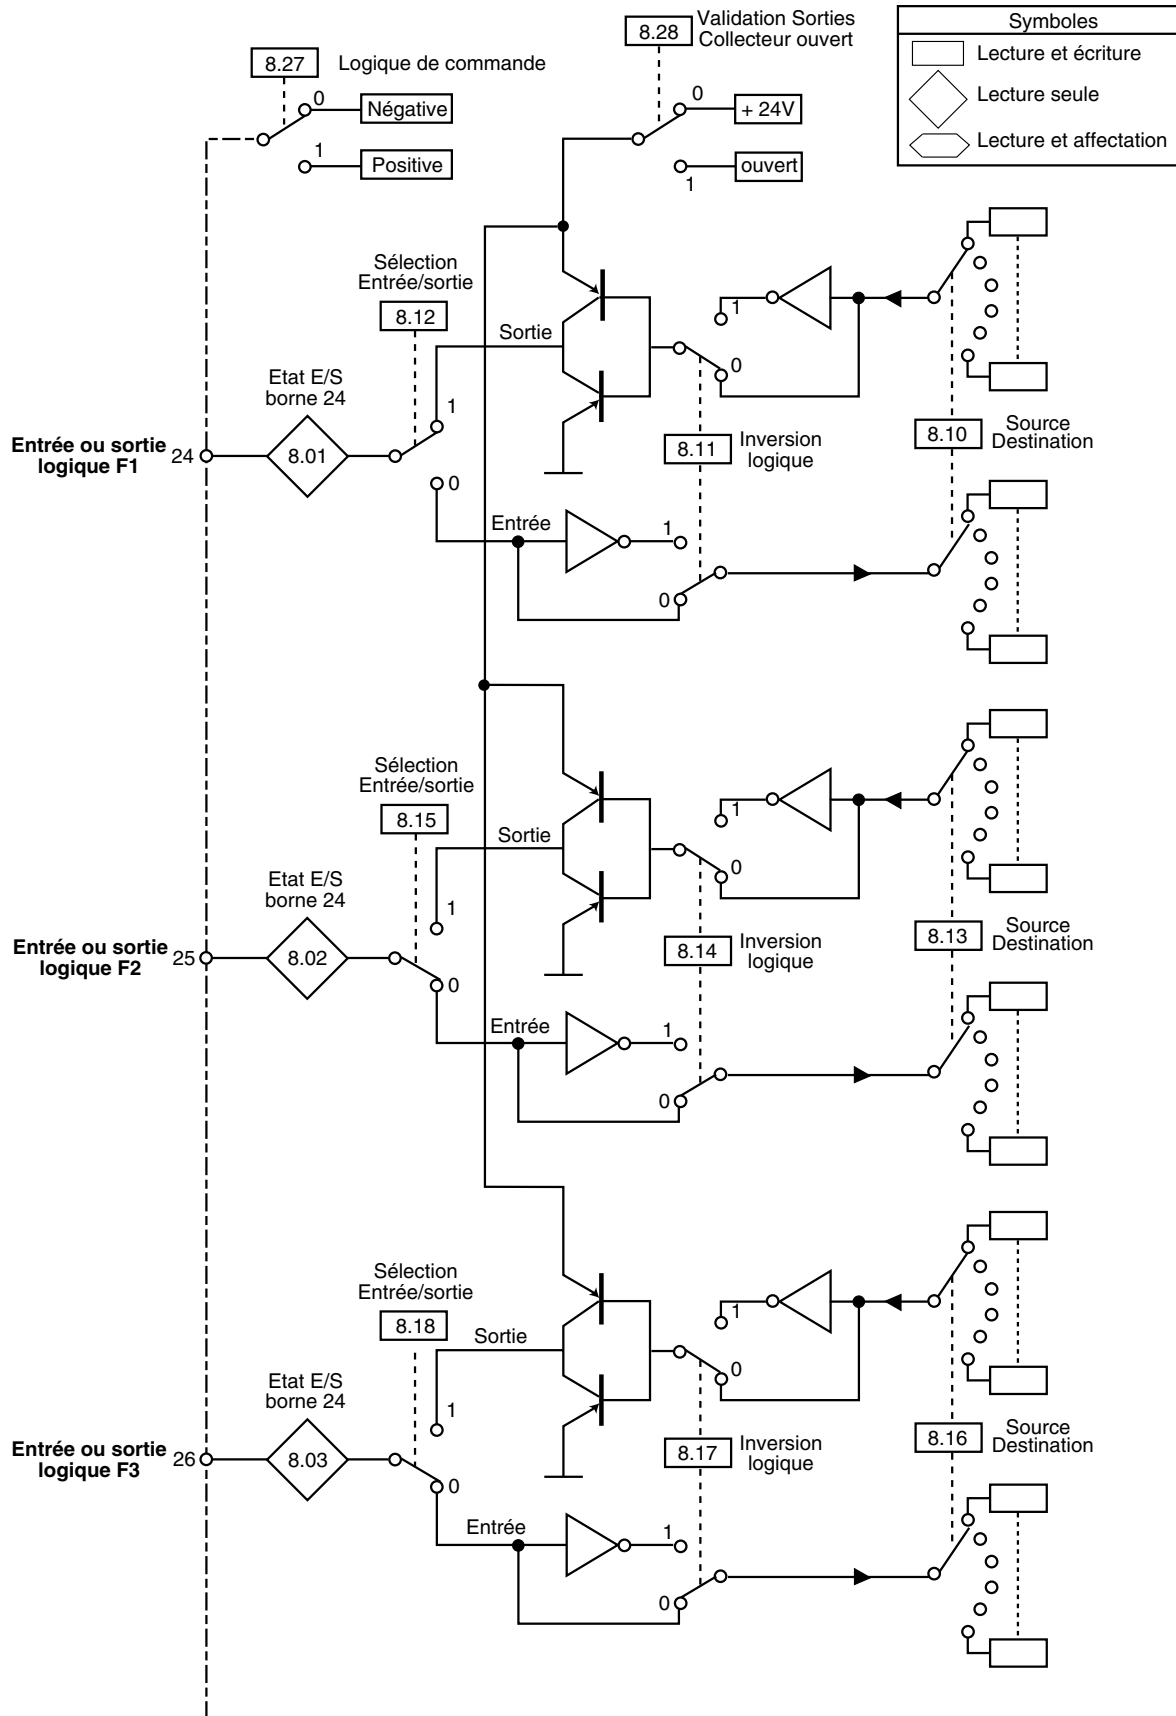 8.27
Logique de commande
0
Négative
1
Positive
8.28
Validation Sorties
Collecteur ouvert
0
+ 24V
ouvert
1
Symboles
Lecture et écriture
Lecture seule
Lecture et affectation
Sélection
Entrée/sortie
8.12
Sortie
1
0
Etat E/S
borne 24
1
Entrée ou sortie
logique F1
24
8.01
0
8.11
Inversion
logique
8.10
Source
Destination
Entrée
1
0
Sélection
Entrée/sortie
8.15
Sortie
1
0
Etat E/S
borne 24
1
Entrée ou sortie
logique F2
25
8.02
0
8.14
Inversion
logique
8.13
Source
Destination
Entrée
1
0
Sélection
Entrée/sortie
8.18
Sortie
1
0
Etat E/S
borne 24
1
Entrée ou sortie
logique F3
26
8.03
0
8.17
Inversion
logique
8.16
Source
Destination
Entrée
1
0